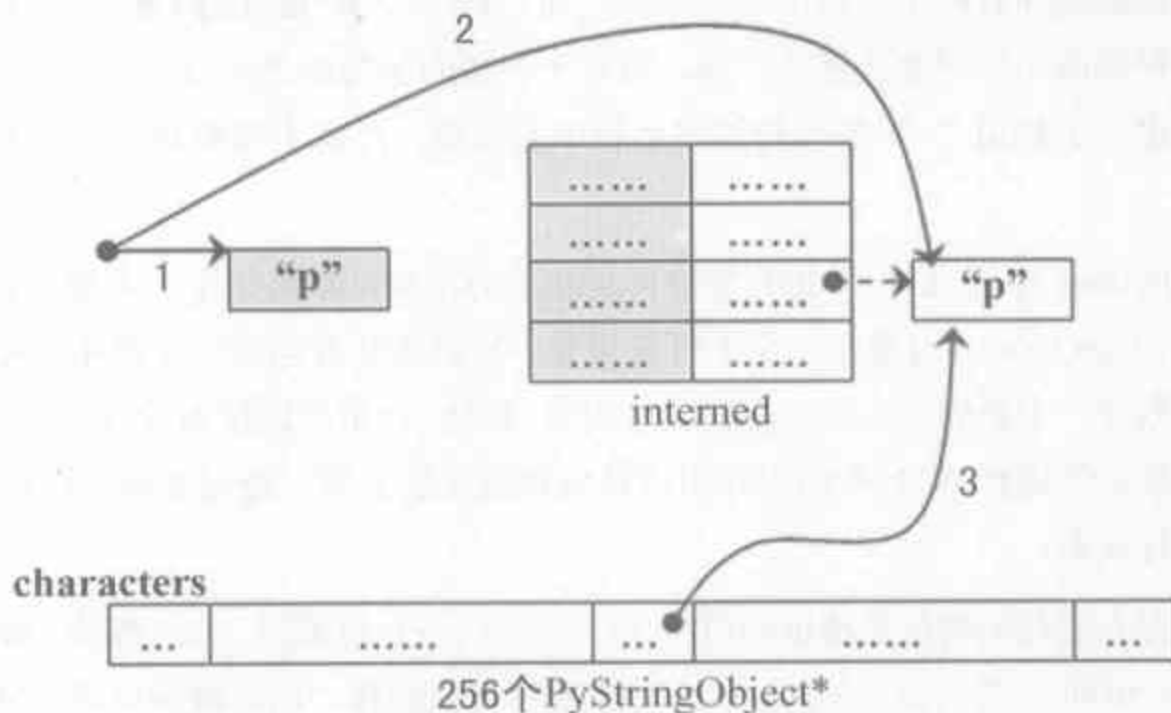 2
…… ……
…… ……
1
“p”
“p”
…… ……
…… ……
interned
3
characters
… …… … …… …
256个PyStringObject*